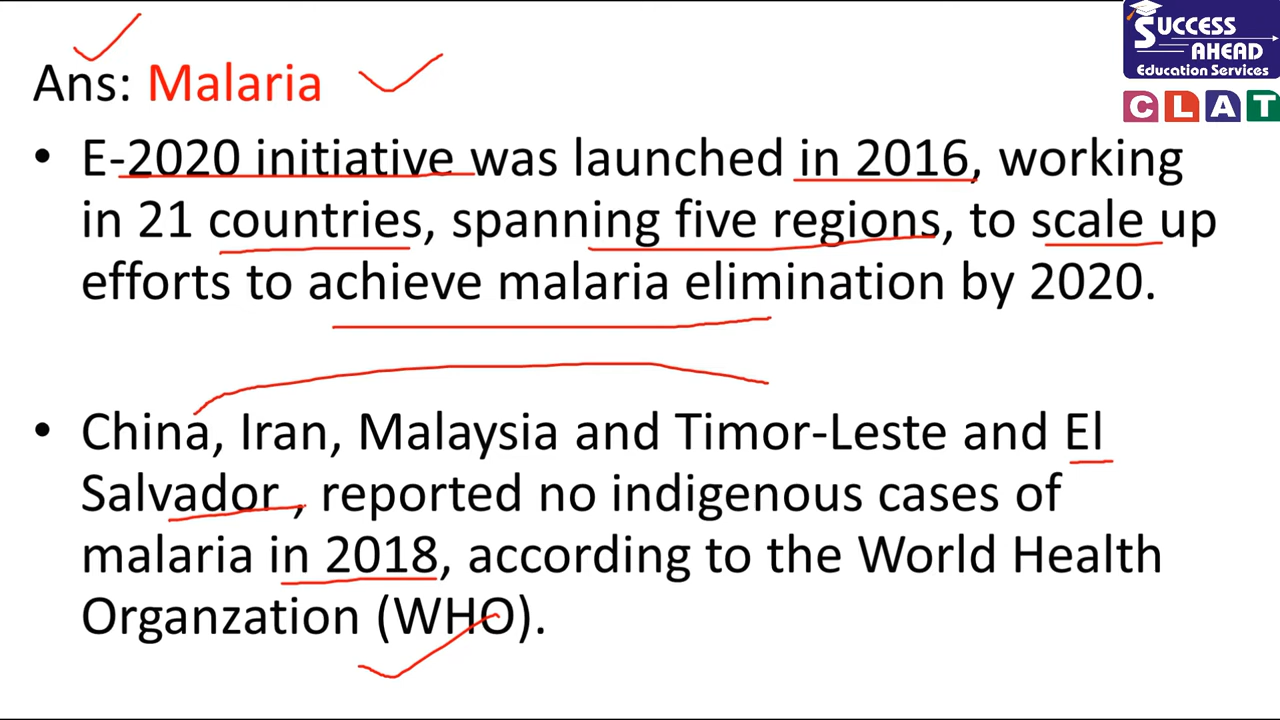 SUCCESS
AHEAD
Education Services
CLAT
Ans: Malaria
• E-2020 initiative was launched in 2016, working
in 21 countries, spanning five regions, to scale up
efforts to achieve malaria elimination by 2020.
• China, Iran, Malaysia and Timor-Leste and El
Salvador , reported no indigenous cases of
malaria in 2018, according to the World Health
Organzation (WHO).